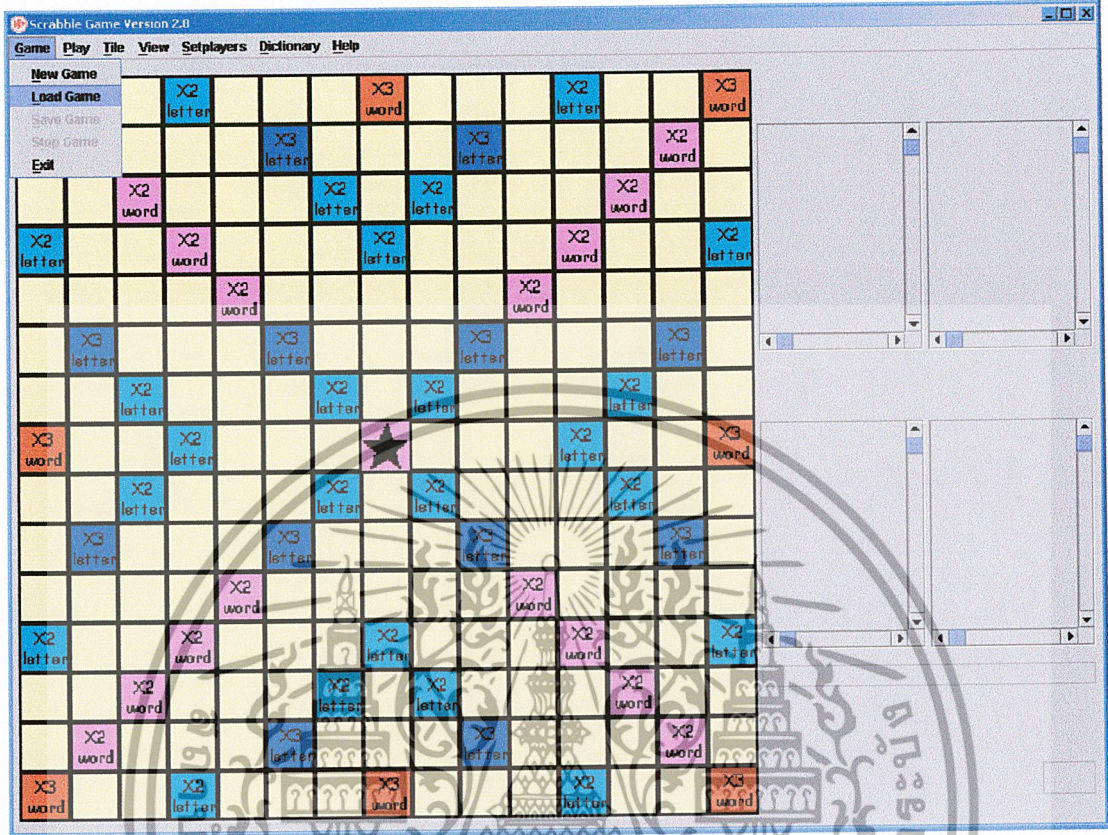 Scrabble Game Version 2.0
Game Play Tile View Setplayers Dictionary Help
New Game
Load Game
Save Game
Stop Game
Exit
X2 X3 X2 X3
letter word letter word
X3 X3 X2
letter letter word
X2 X2 X2 X2
word letter letter word
X2 X2 X2 X2 X2
letter word letter word letter
X2 X2
word word
X3 X3 X3 X3
letter letter letter letter
X2 X2 X2 X2
letter letter letter letter
X3 X2 X2 X3
word letter letter word
X2 X2 X2 X2
letter letter letter letter
X3 X3 X3 X3
letter letter letter letter
X2 X2
word word
X2 X2 X2 X2 X2
letter word letter word letter
X2 X2 X2 X2
word letter letter word
X2 X3 X3 X2
word letter letter word
X3 X2 X3 X2 X3
word letter word letter word